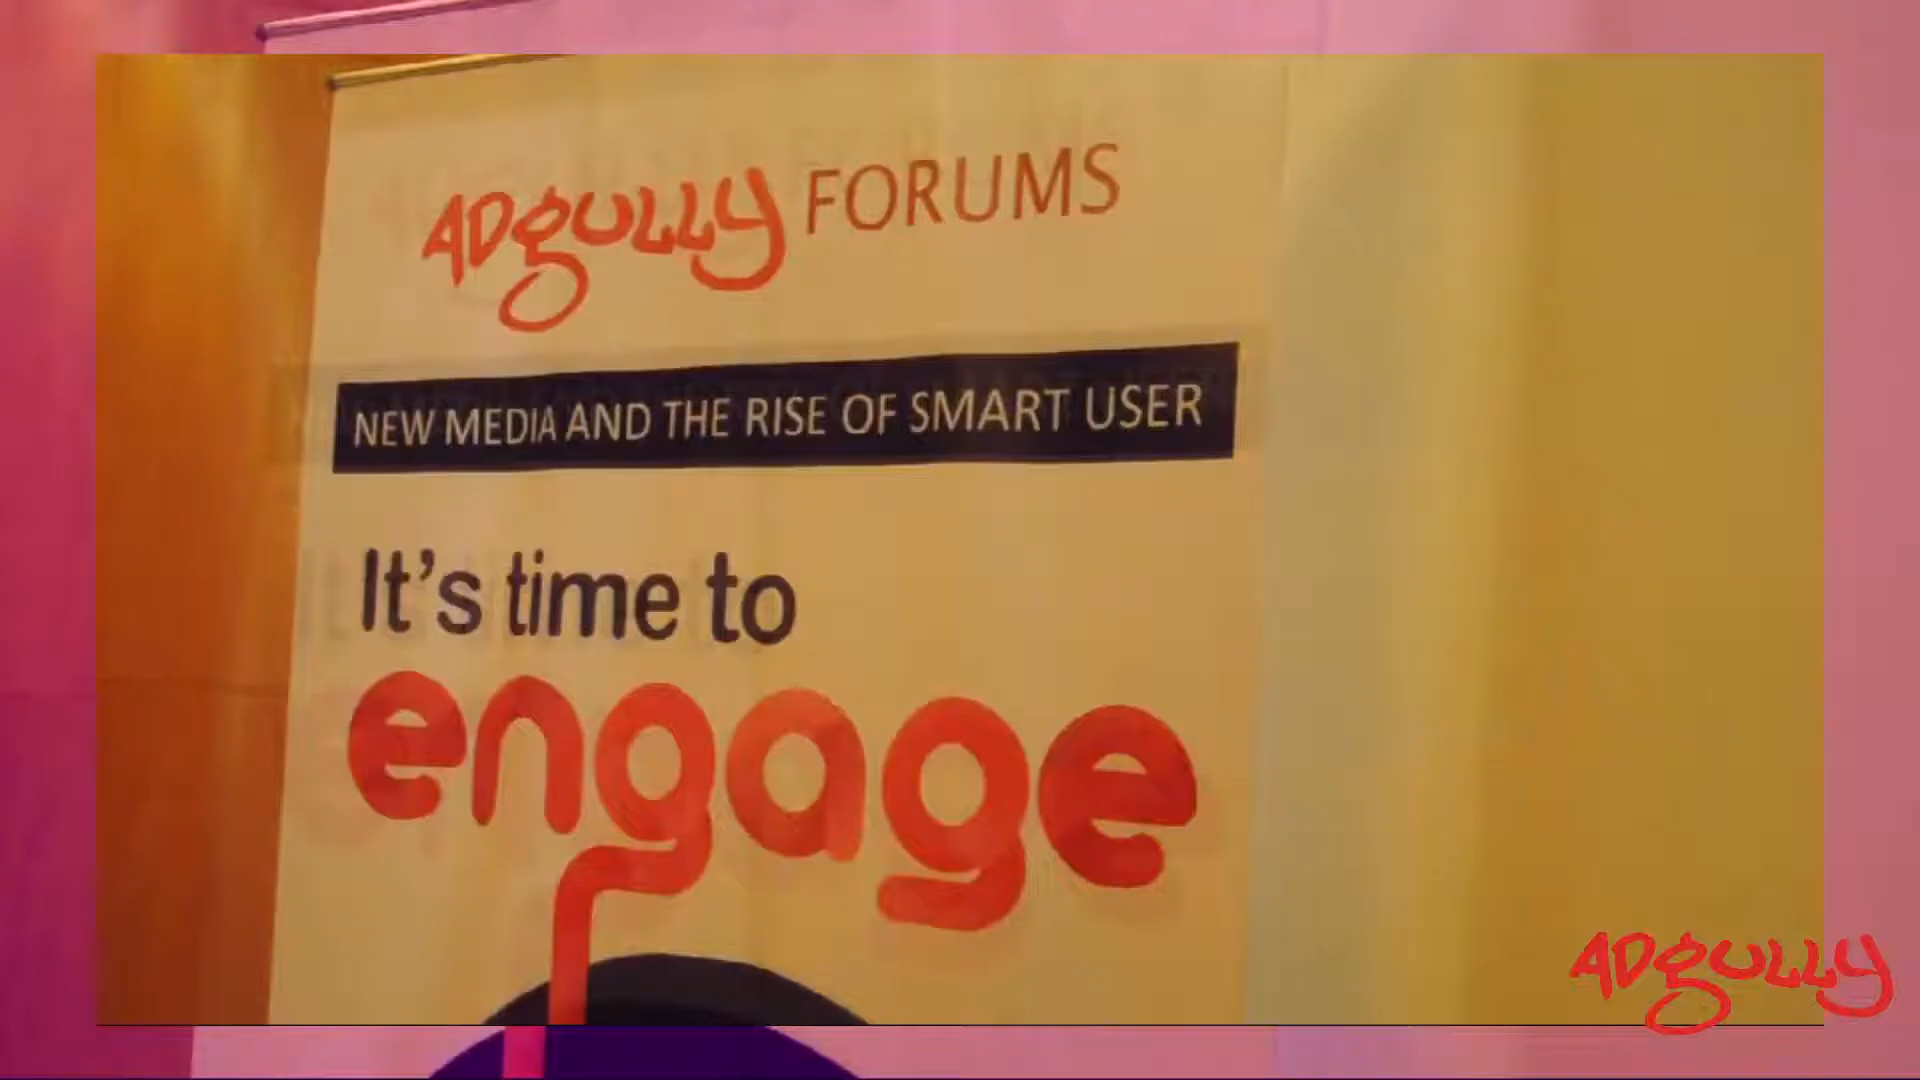 ADgully FORUMS
NEW MEDIA AND THE RISE OF SMART USER
It's time to
engage
ADgully